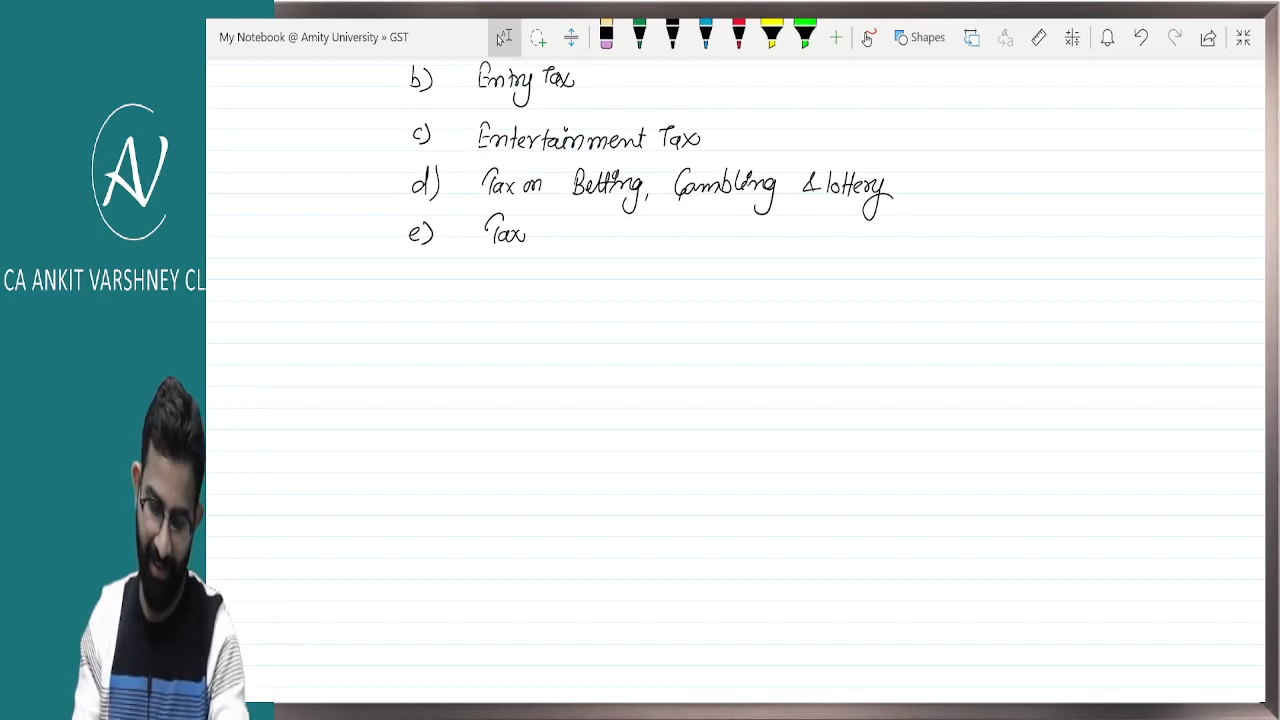 My Notebook @ Amity University » GST
Shapes
b) Entry Tax
c) Entertainment Tax
d) Tax on Betting, Gambling & lottery
e) Tax
AV
CA ANKIT VARSHNEY CL